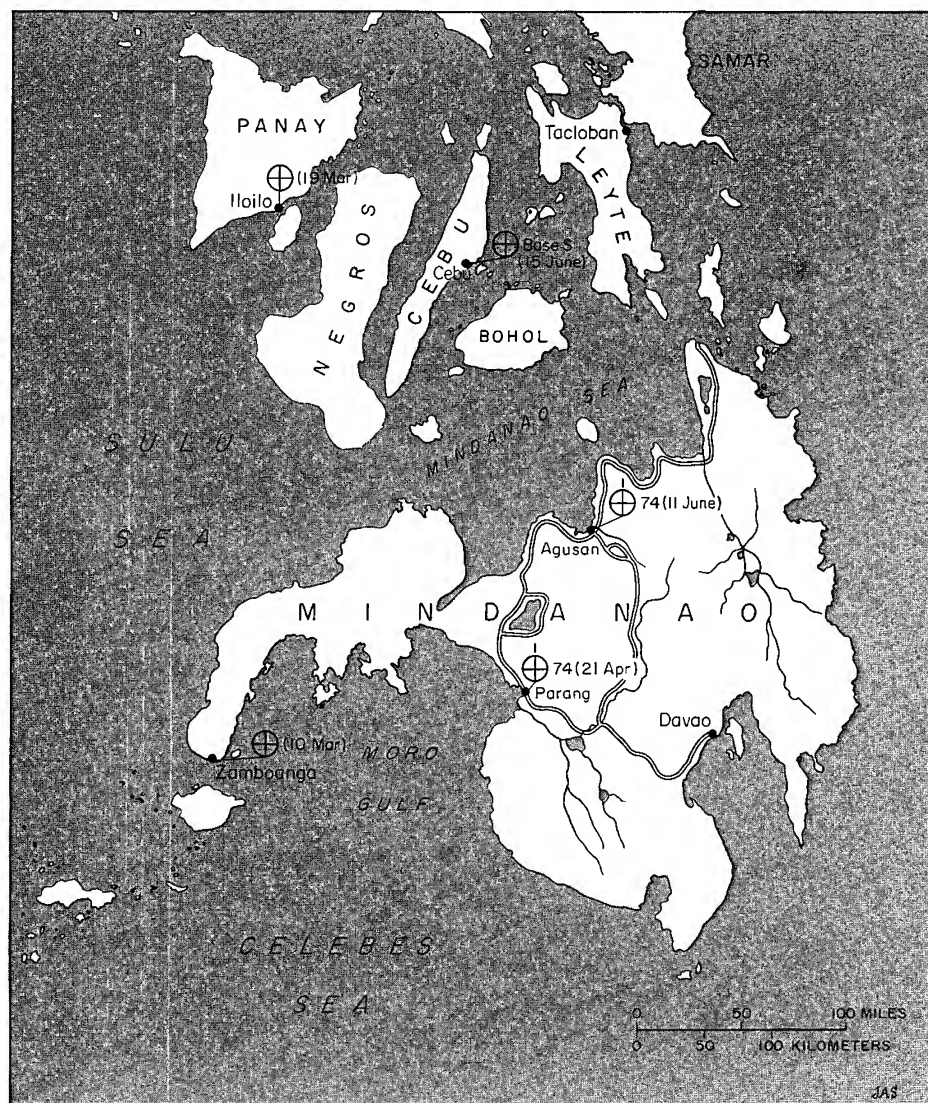 SAMAR
PANAY
Tacloban
LEYTE
(19 Mar)
Iloilo
NEGROS
CEBU
Base S
(15 June)
Cebu
BOHOL
MINDANAO SEA
SULU
SEA
74 (11 June)
Agusan
MINDANAO
74 (21 Apr)
Parang
Davao
(10 Mar)
Zamboanga
MORO
GULF
CELEBES
SEA
0 50 100 MILES
0 50 100 KILOMETERS
JAS